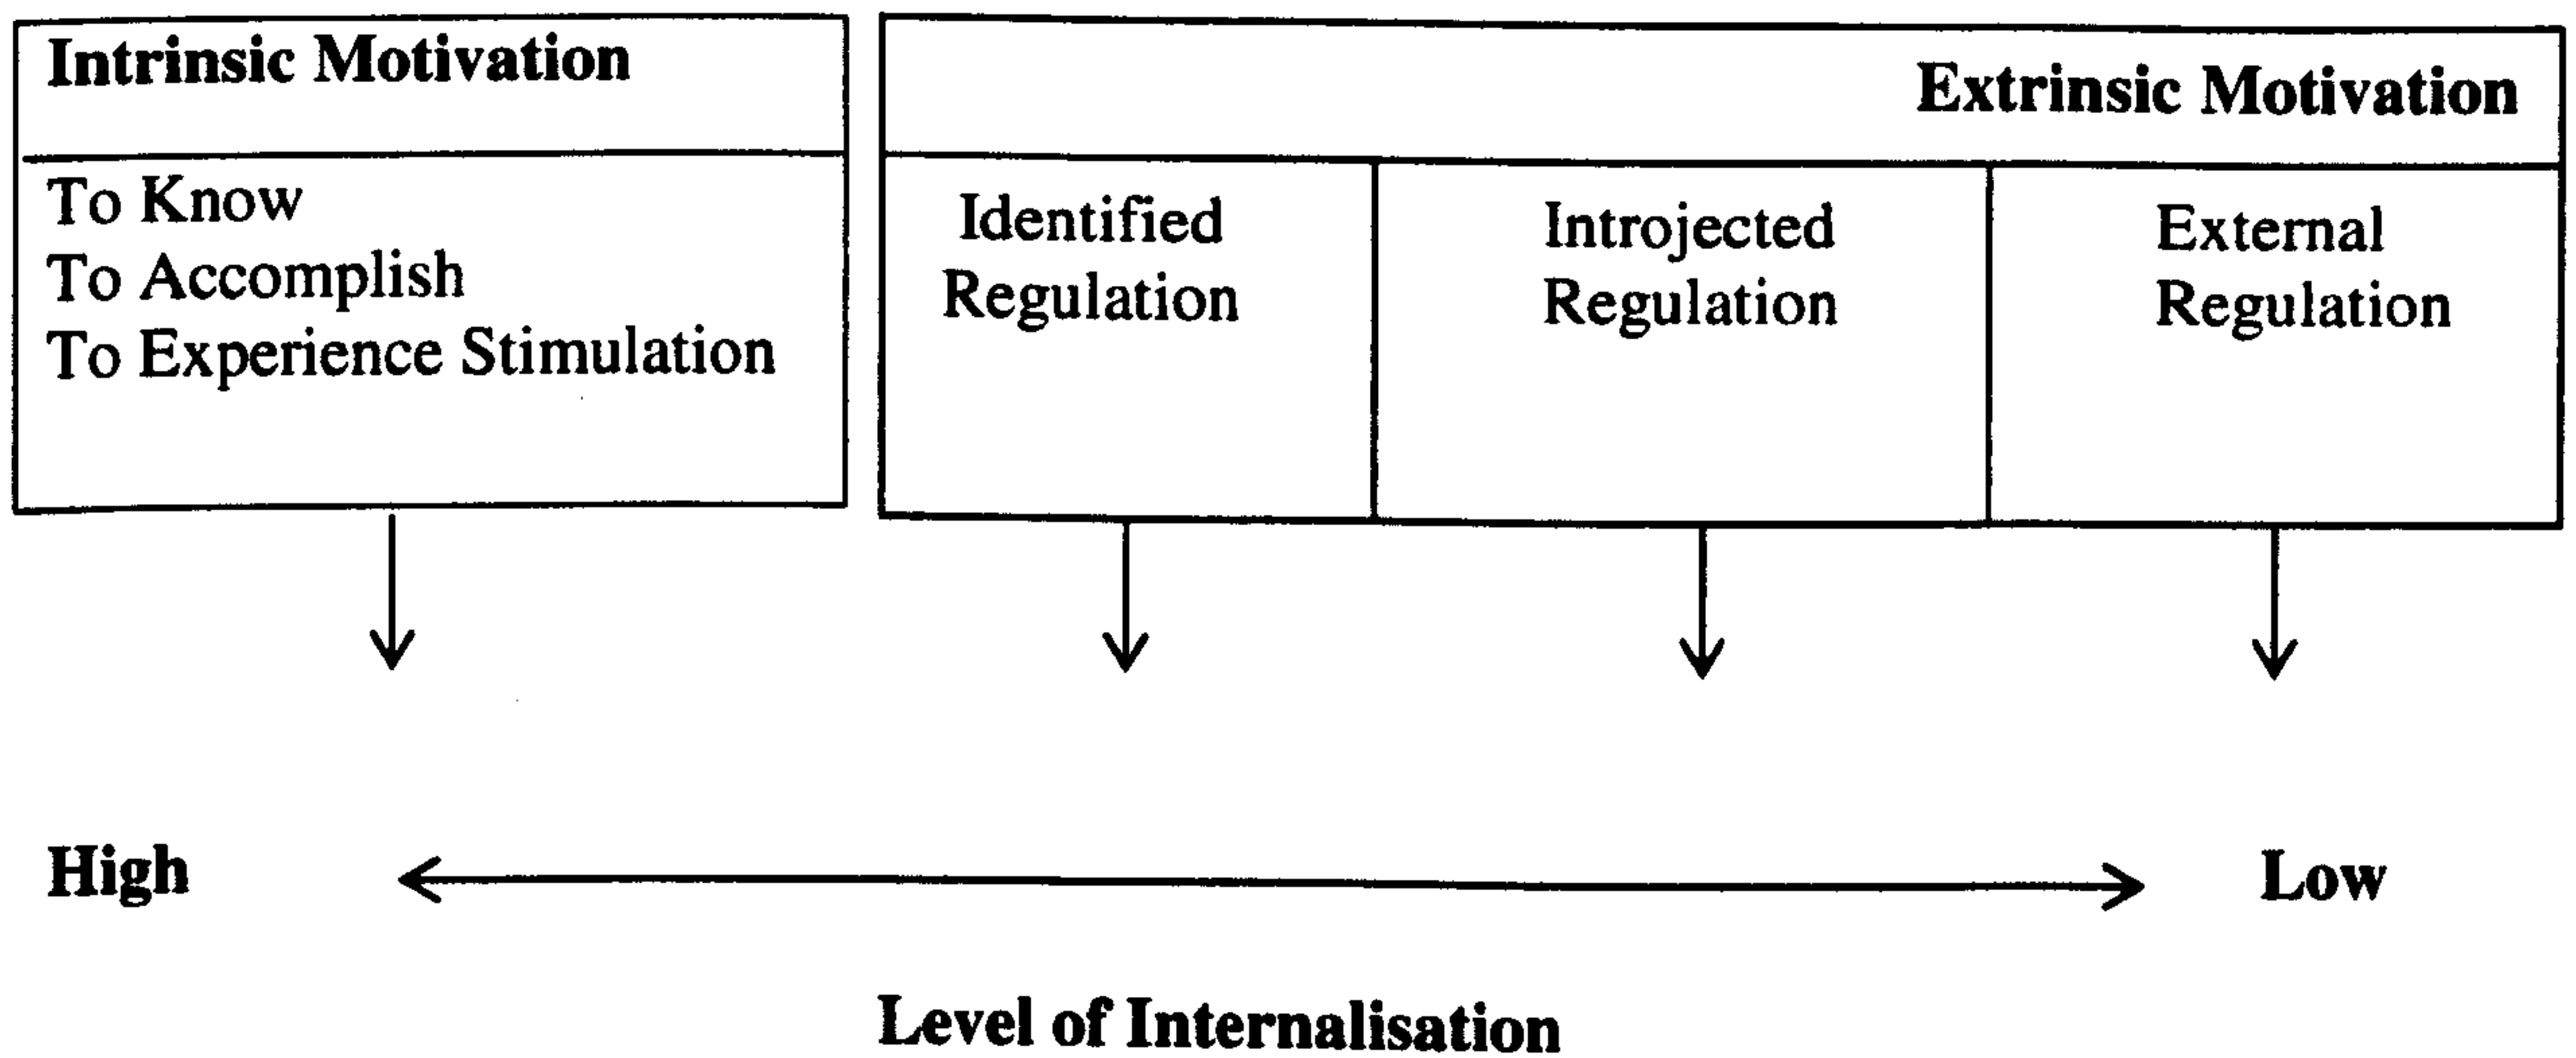 Intrinsic Motivation
Extrinsic Motivation
To Know
To Accomplish
To Experience Stimulation
Identified
Regulation
Introjected
Regulation
External
Regulation
High
Low
Level of Internalisation